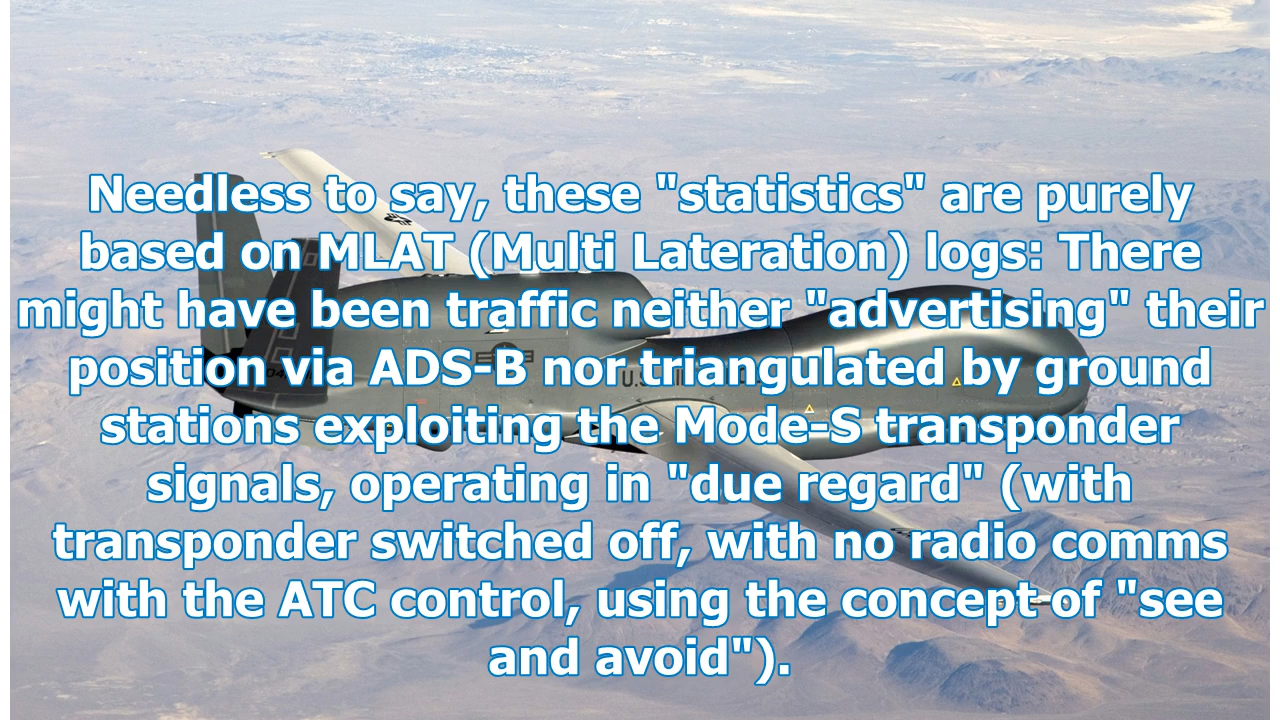 Needless to say, these "statistics" are purely
based on MLAT (Multi Lateration) logs: There
might have been traffic neither "advertising" their
position via ADS-B nor triangulated by ground
stations exploiting the Mode-S transponder
signals, operating in "due regard" (with
transponder switched off, with no radio comms
with the ATC control, using the concept of "see
and avoid").